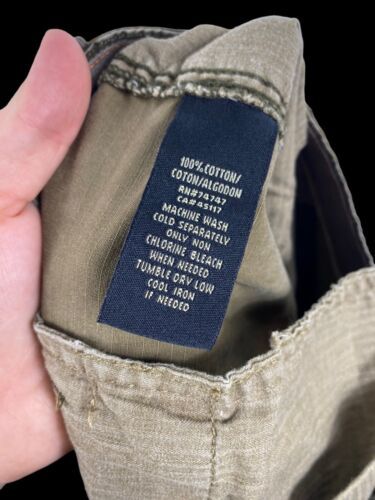 100% COTTON/
COTON/ALGODON
RN#74747
CA#45117
MACHINE WASH
COLD SEPARATELY
ONLY NON
CHLORINE BLEACH
WHEN NEEDED
TUMBLE DRY LOW
COOL IRON
IF NEEDED